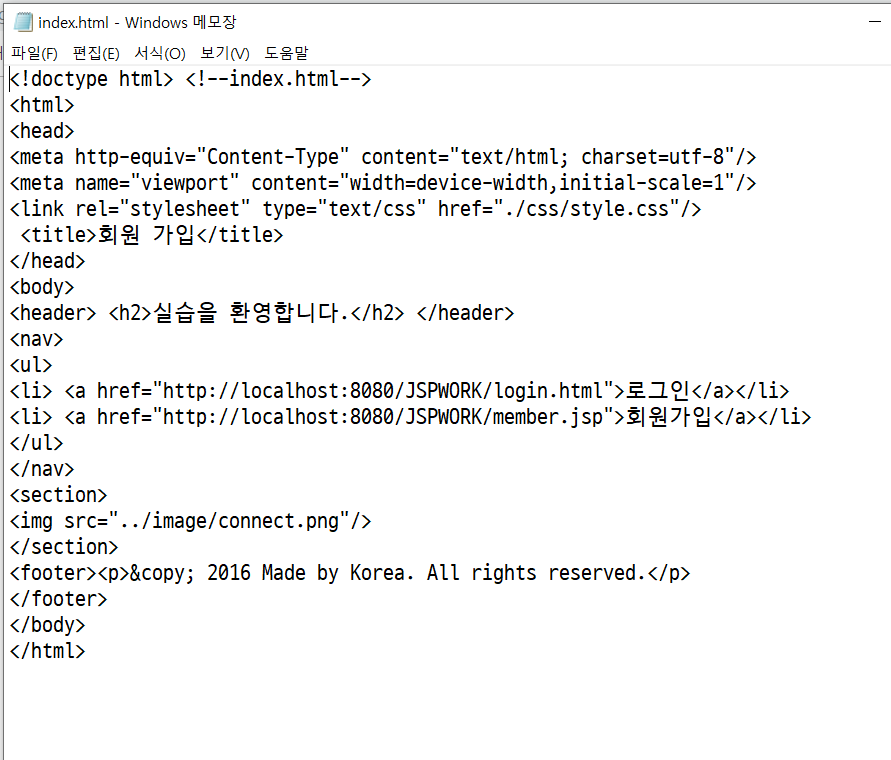 index.html - Windows 메모장
파일(F) 편집(E) 서식(O) 보기(V) 도움말
<!doctype html> <!--index.html-->
<html>
<head>
<meta http-equiv="Content-Type" content="text/html; charset=utf-8"/>
<meta name="viewport" content="width=device-width,initial-scale=1"/>
<link rel="stylesheet" type="text/css" href="./css/style.css"/>
 <title>회원 가입</title>
</head>
<body>
<header> <h2>실습을 환영합니다.</h2> </header>
<nav>
<ul>
<li> <a href="http://localhost:8080/JSPWORK/login.html">로그인</a></li>
<li> <a href="http://localhost:8080/JSPWORK/member.jsp">회원가입</a></li>
</ul>
</nav>
<section>
<img src="../image/connect.png"/>
</section>
<footer><p>&copy; 2016 Made by Korea. All rights reserved.</p>
</footer>
</body>
</html>